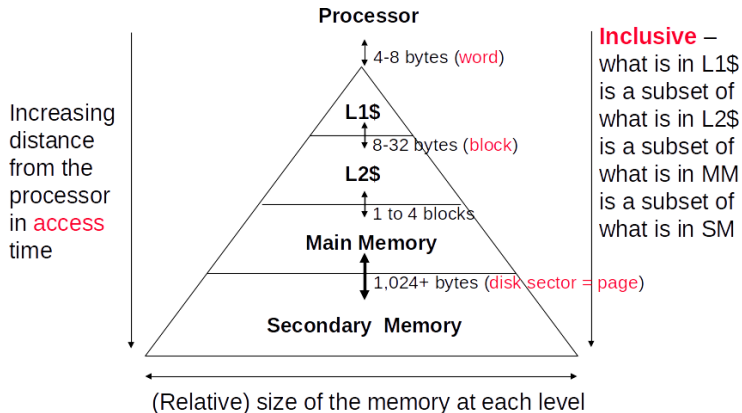 Processor
4-8 bytes (word)
L1$
8-32 bytes (block)
L2$
1 to 4 blocks
Main Memory
1,024+ bytes (disk sector = page)
Secondary Memory
Increasing
distance
from the
processor
in access
time
Inclusive –
what is in L1$
is a subset of
what is in L2$
is a subset of
what is in MM
is a subset of
what is in SM
(Relative) size of the memory at each level